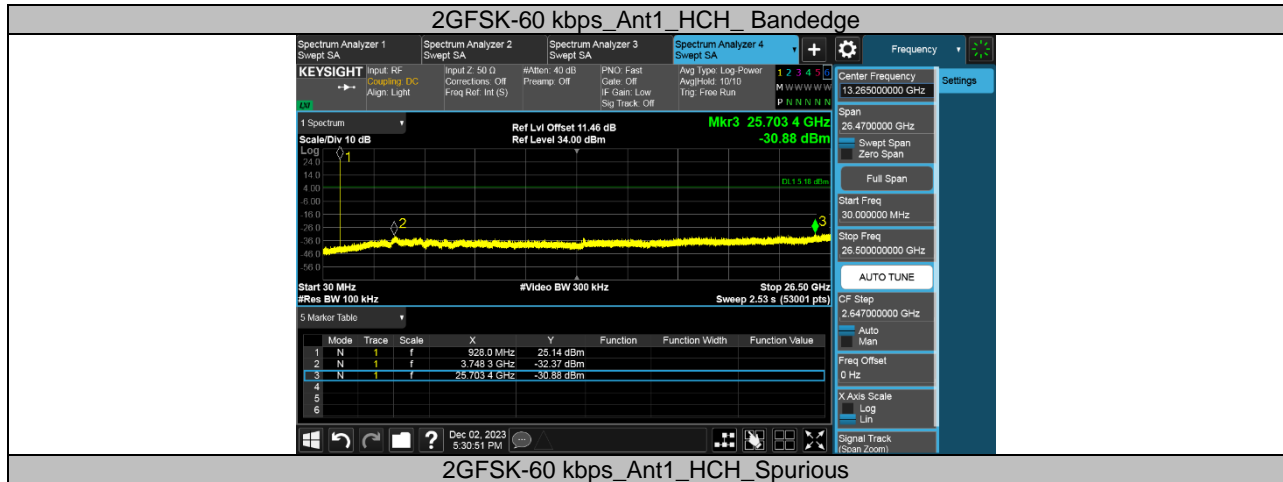 2GFSK-60 kbps_Ant1_HCH_ Bandedge
Spectrum Analyzer 1 Spectrum Analyzer 2 Spectrum Analyzer 3 Spectrum Analyzer 4 + Frequency
Swept SA Swept SA Swept SA Swept SA
KEYSIGHT Input: RF Input Z: 50 Ω #Atten: 40 dB PNO: Fast Avg Type: Log-Power 1 2 3 4 5 6
Coupling: DC Corrections: Off Preamp: Off Gate: Off Avg|Hold: 10/10 M W W W W W
Align: Light Freq Ref: Int (S) IF Gain: Low Trig: Free Run
LXI Sig Track: Off P N N N N N
1 Spectrum Ref Lvl Offset 11.46 dB Mkr3 25.703 4 GHz
Scale/Div 10 dB Ref Level 34.00 dBm -30.88 dBm
Log 1
24.0
14.0
4.00 DL1 5.16 dBm
-6.00
-16.0
-26.0 2 3
-36.0
-46.0
-56.0
Start 30 MHz #Video BW 300 kHz Stop 26.50 GHz
#Res BW 100 kHz Sweep 2.53 s (53001 pts)
5 Marker Table
Mode Trace Scale X Y Function Function Width Function Value
1 N 1 f 928.0 MHz 25.14 dBm
2 N 1 f 3.748 3 GHz -32.37 dBm
3 N 1 f 25.703 4 GHz -30.88 dBm
4
5
6
? Dec 02, 2023
5:30:51 PM
Center Frequency Settings
13.265000000 GHz
Span
26.4700000 GHz
Swept Span
Zero Span
Full Span
Start Freq
30.000000 MHz
Stop Freq
26.500000000 GHz
AUTO TUNE
CF Step
2.647000000 GHz
Auto
Man
Freq Offset
0 Hz
X Axis Scale
Log
Lin
Signal Track
(Span Zoom)
2GFSK-60 kbps_Ant1_HCH_Spurious